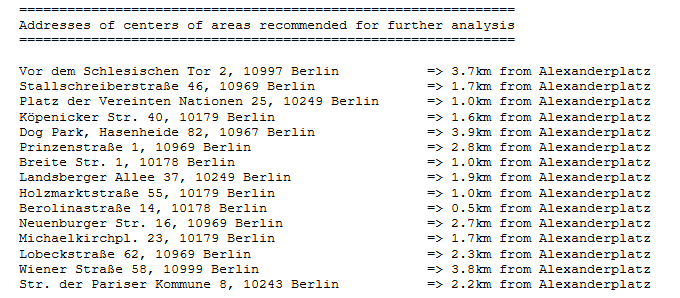 ==============================================================
Addresses of centers of areas recommended for further analysis
==============================================================
Vor dem Schlesischen Tor 2, 10997 Berlin           => 3.7km from Alexanderplatz
Stallschreiberstraße 46, 10969 Berlin              => 1.7km from Alexanderplatz
Platz der Vereinten Nationen 25, 10249 Berlin      => 1.0km from Alexanderplatz
Köpenicker Str. 40, 10179 Berlin                   => 1.6km from Alexanderplatz
Dog Park, Hasenheide 82, 10967 Berlin              => 3.9km from Alexanderplatz
Prinzenstraße 1, 10969 Berlin                      => 2.8km from Alexanderplatz
Breite Str. 1, 10178 Berlin                        => 1.0km from Alexanderplatz
Landsberger Allee 37, 10249 Berlin                 => 1.9km from Alexanderplatz
Holzmarktstraße 55, 10179 Berlin                   => 1.0km from Alexanderplatz
Berolinastraße 14, 10178 Berlin                    => 0.5km from Alexanderplatz
Neuenburger Str. 16, 10969 Berlin                  => 2.7km from Alexanderplatz
Michaelkirchpl. 23, 10179 Berlin                   => 1.7km from Alexanderplatz
Lobeckstraße 62, 10969 Berlin                      => 2.3km from Alexanderplatz
Wiener Straße 58, 10999 Berlin                     => 3.8km from Alexanderplatz
Str. der Pariser Kommune 8, 10243 Berlin           => 2.2km from Alexanderplatz